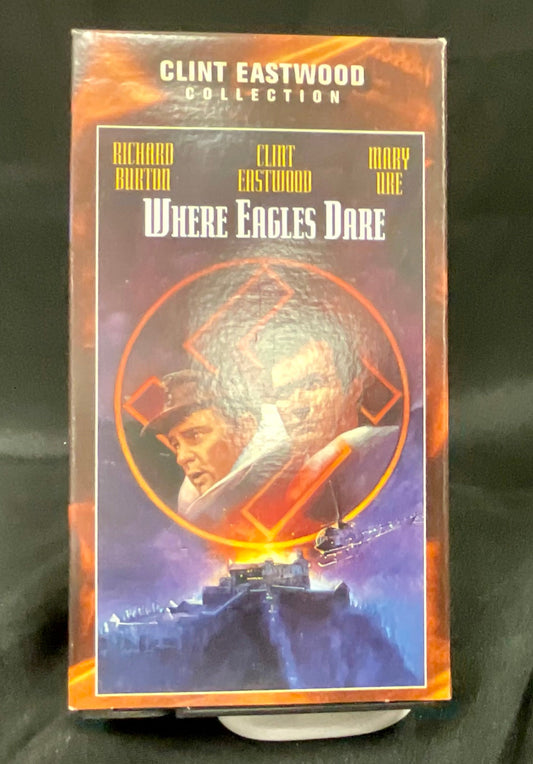 CLINT EASTWOOD
COLLECTION
RICHARD BURTON
CLINT EASTWOOD
MARY URE
WHERE EAGLES DARE